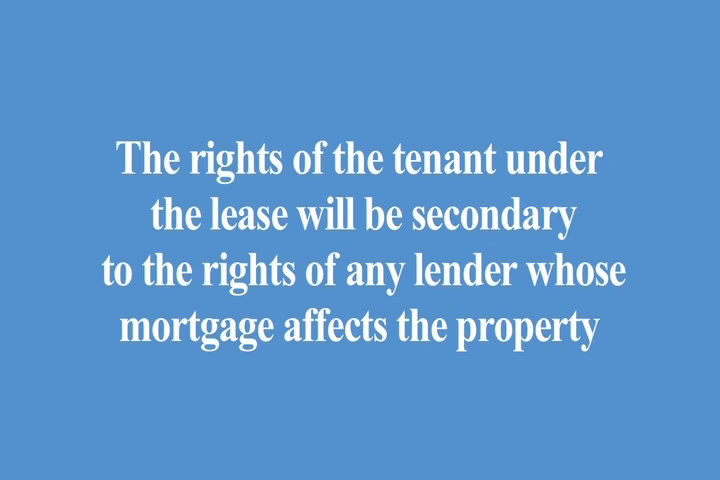 The rights of the tenant under
the lease will be secondary
to the rights of any lender whose
mortgage affects the property